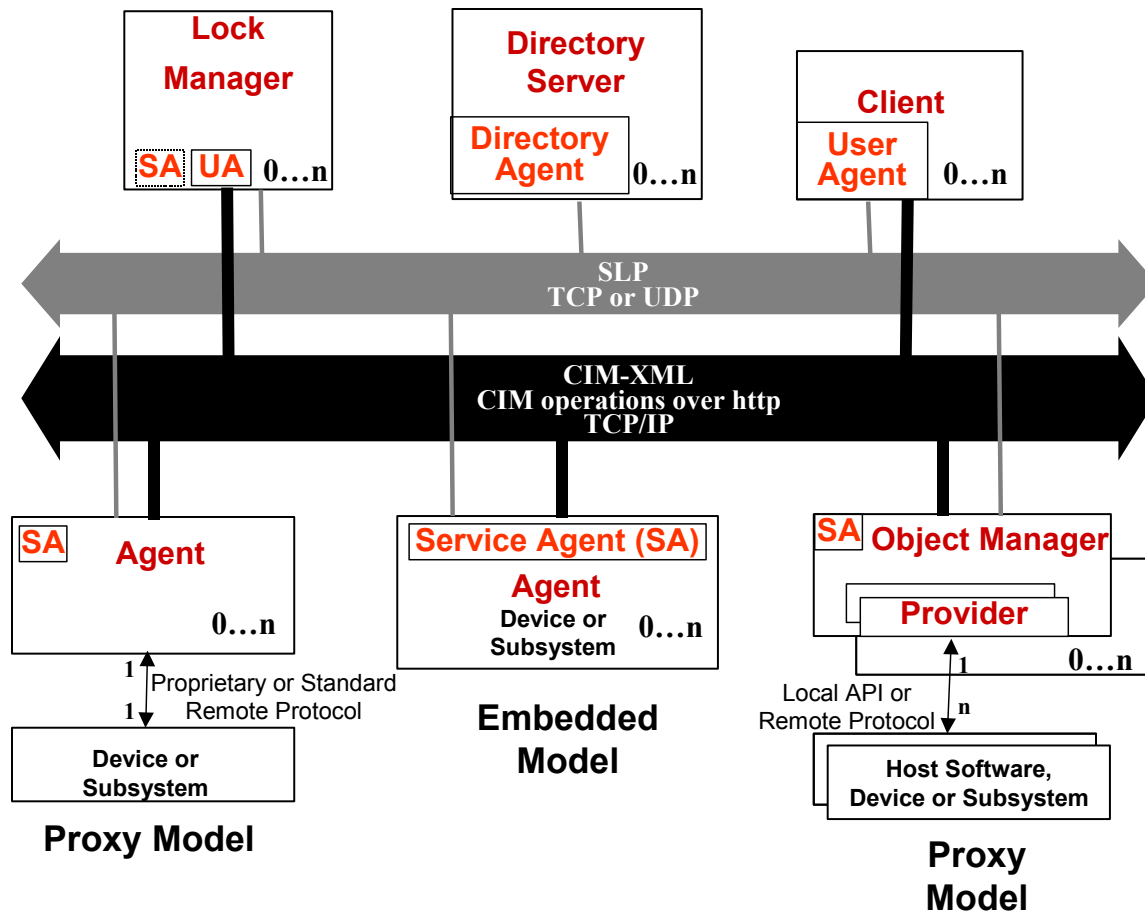 Lock
Manager
SA UA 0…n
Directory
Server
Directory
Agent
0…n
Client
User
Agent
0…n
SLP
TCP or UDP
CIM-XML
CIM operations over http
TCP/IP
SA
Agent
0…n
1
1
Proprietary or Standard
Remote Protocol
Device or
Subsystem
Proxy Model
Service Agent (SA)
Agent
Device or
Subsystem
0…n
Embedded
Model
SA
Object Manager
Provider
0…n
1
n
Local API or
Remote Protocol
Host Software,
Device or Subsystem
Proxy
Model